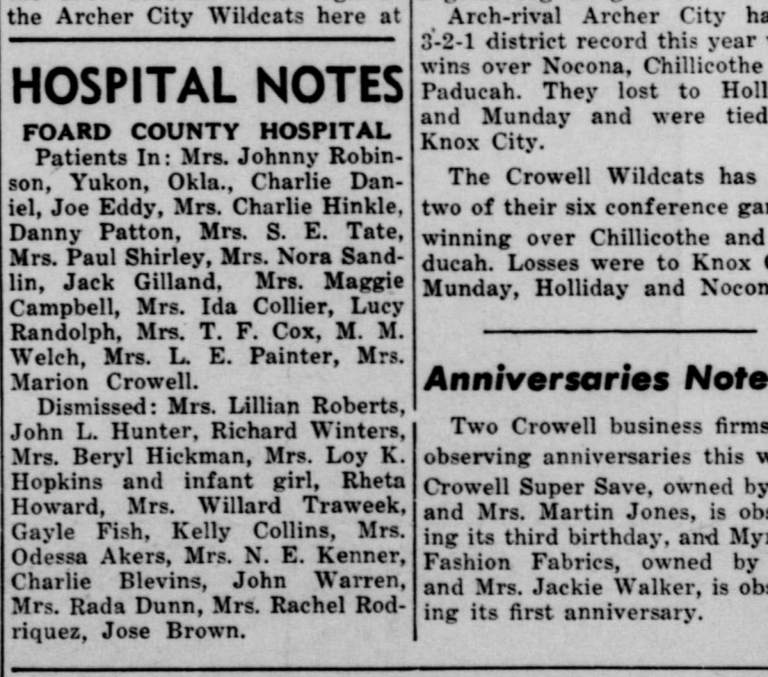 the Archer City Wildcats here at
HOSPITAL NOTES
FOARD COUNTY HOSPITAL
Patients In: Mrs. Johnny Robin-
son, Yukon, Okla., Charlie Dan-
iel, Joe Eddy, Mrs. Charlie Hinkle,
Danny Patton, Mrs. S. E. Tate,
Mrs. Paul Shirley, Mrs. Nora Sand-
lin, Jack Gilland, Mrs. Maggie
Campbell, Mrs. Ida Collier, Lucy
Randolph, Mrs. T. F. Cox, M. M.
Welch, Mrs. L. E. Painter, Mrs.
Marion Crowell.
Dismissed: Mrs. Lillian Roberts,
John L. Hunter, Richard Winters,
Mrs. Beryl Hickman, Mrs. Loy K.
Hopkins and infant girl, Rheta
Howard, Mrs. Willard Traweek,
Gayle Fish, Kelly Collins, Mrs.
Odessa Akers, Mrs. N. E. Kenner,
Charlie Blevins, John Warren,
Mrs. Rada Dunn, Mrs. Rachel Rod-
riquez, Jose Brown.
Arch-rival Archer City
3-2-1 district record this year
wins over Nocona, Chillicothe
Paducah. They lost to
and Munday and were tied
Knox City.
The Crowell Wildcats has
two of their six conference
winning over Chillicothe and
ducah. Losses were to Knox
Munday, Holliday and
Anniversaries
Two Crowell business firms
observing anniversaries this
Crowell Super Save, owned by
and Mrs. Martin Jones, is
ing its third birthday, and
Fashion Fabrics, owned by
and Mrs. Jackie Walker, is
ing its first anniversary.